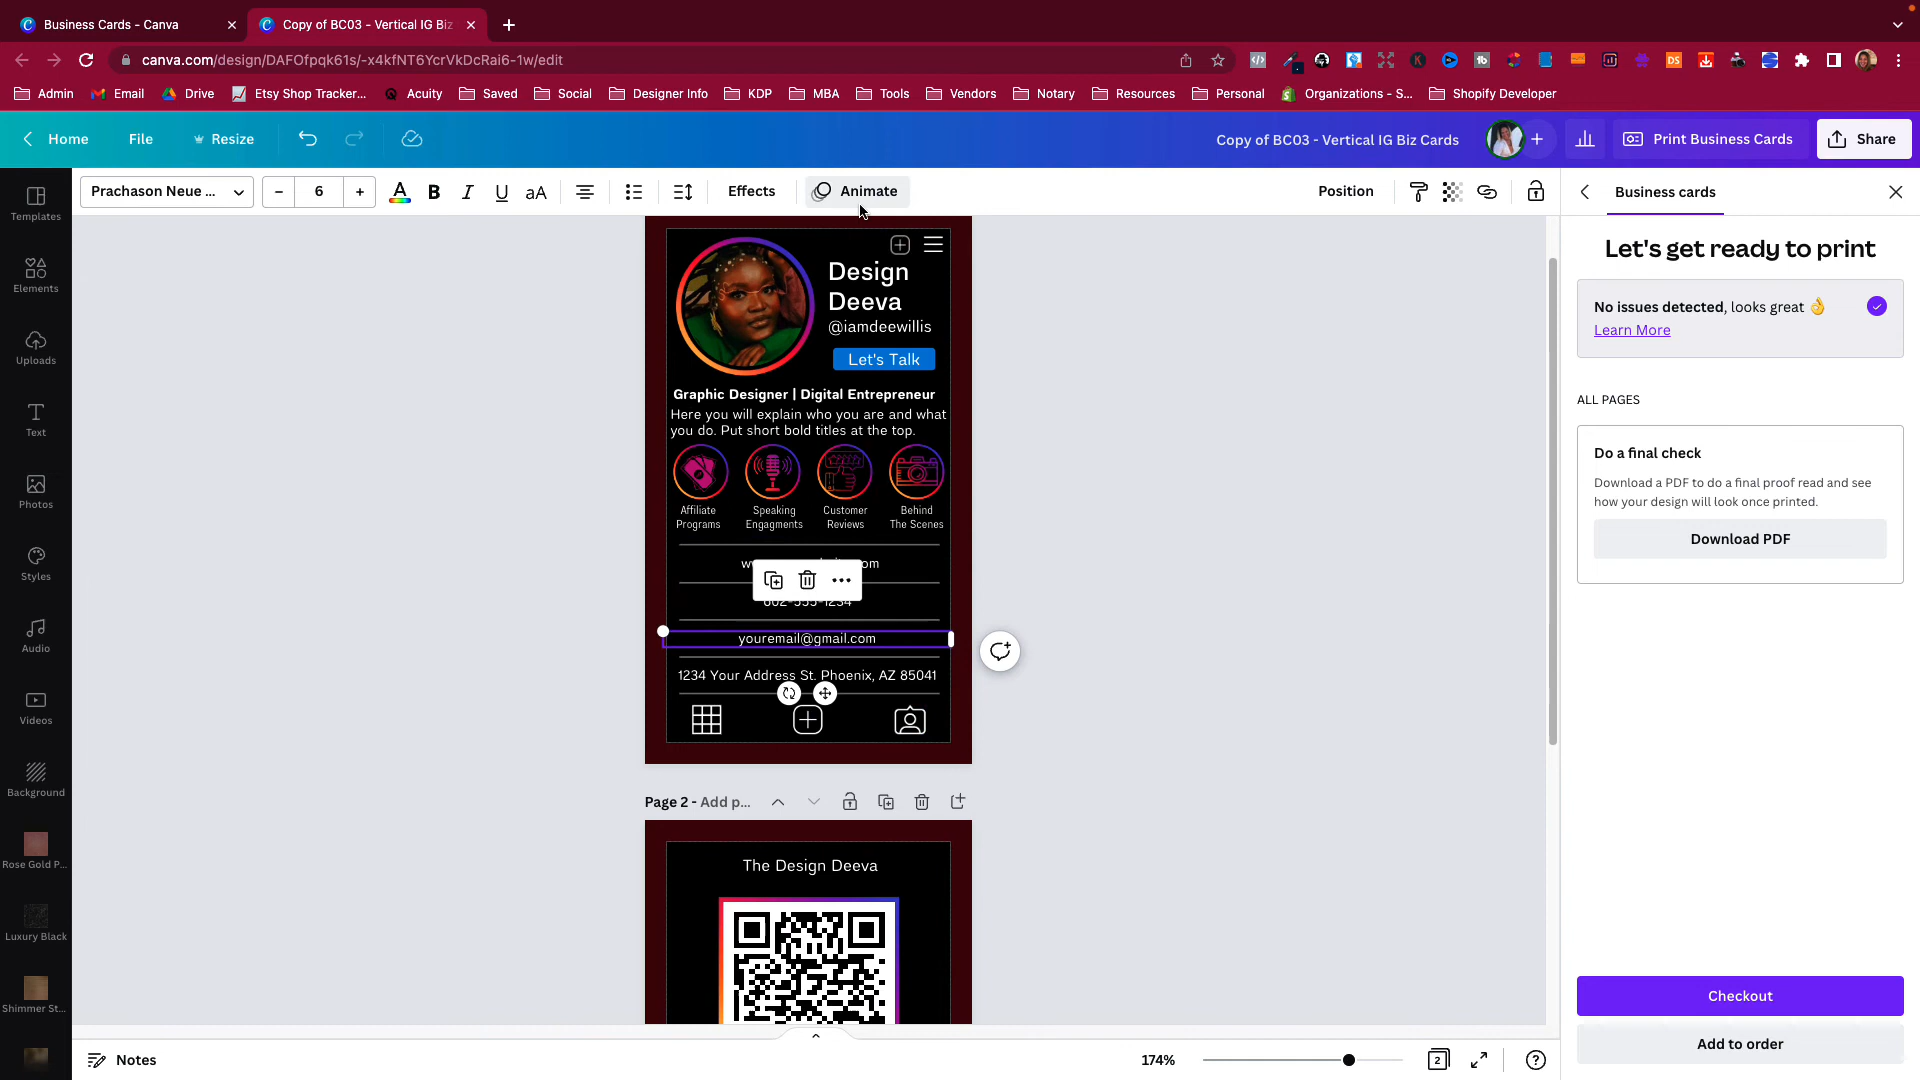 Business Cards - Canva
Copy of BC03 - Vertical IG Biz
canva.com/design/DAFOfpqk61s/-x4kfNT6YcrVkDcRai6-1w/edit
Admin
Email
Drive
Etsy Shop Tracker...
Acuity
Saved
Social
Designer Info
KDP
MBA
Tools
Vendors
Notary
Resources
Personal
Organizations - S...
Shopify Developer
Home
File
Resize
Copy of BC03 - Vertical IG Biz Cards
Print Business Cards
Share
Prachason Neue ...
6
Effects
Animate
Position
Business cards
Templates
Elements
Uploads
Text
Photos
Styles
Audio
Videos
Background
Rose Gold P...
Luxury Black
Shimmer St...
Design
Deeva
@iamdeewillis
Let's Talk
Graphic Designer | Digital Entrepreneur
Here you will explain who you are and what
you do. Put short bold titles at the top.
Affiliate
Programs
Speaking
Engagments
Customer
Reviews
Behind
The Scenes
602-555-1234
youremail@gmail.com
1234 Your Address St. Phoenix, AZ 85041
Page 2 - Add p...
The Design Deeva
Let's get ready to print
No issues detected, looks great 👌
Learn More
ALL PAGES
Do a final check
Download a PDF to do a final proof read and see
how your design will look once printed.
Download PDF
Checkout
Add to order
Notes
174%
2